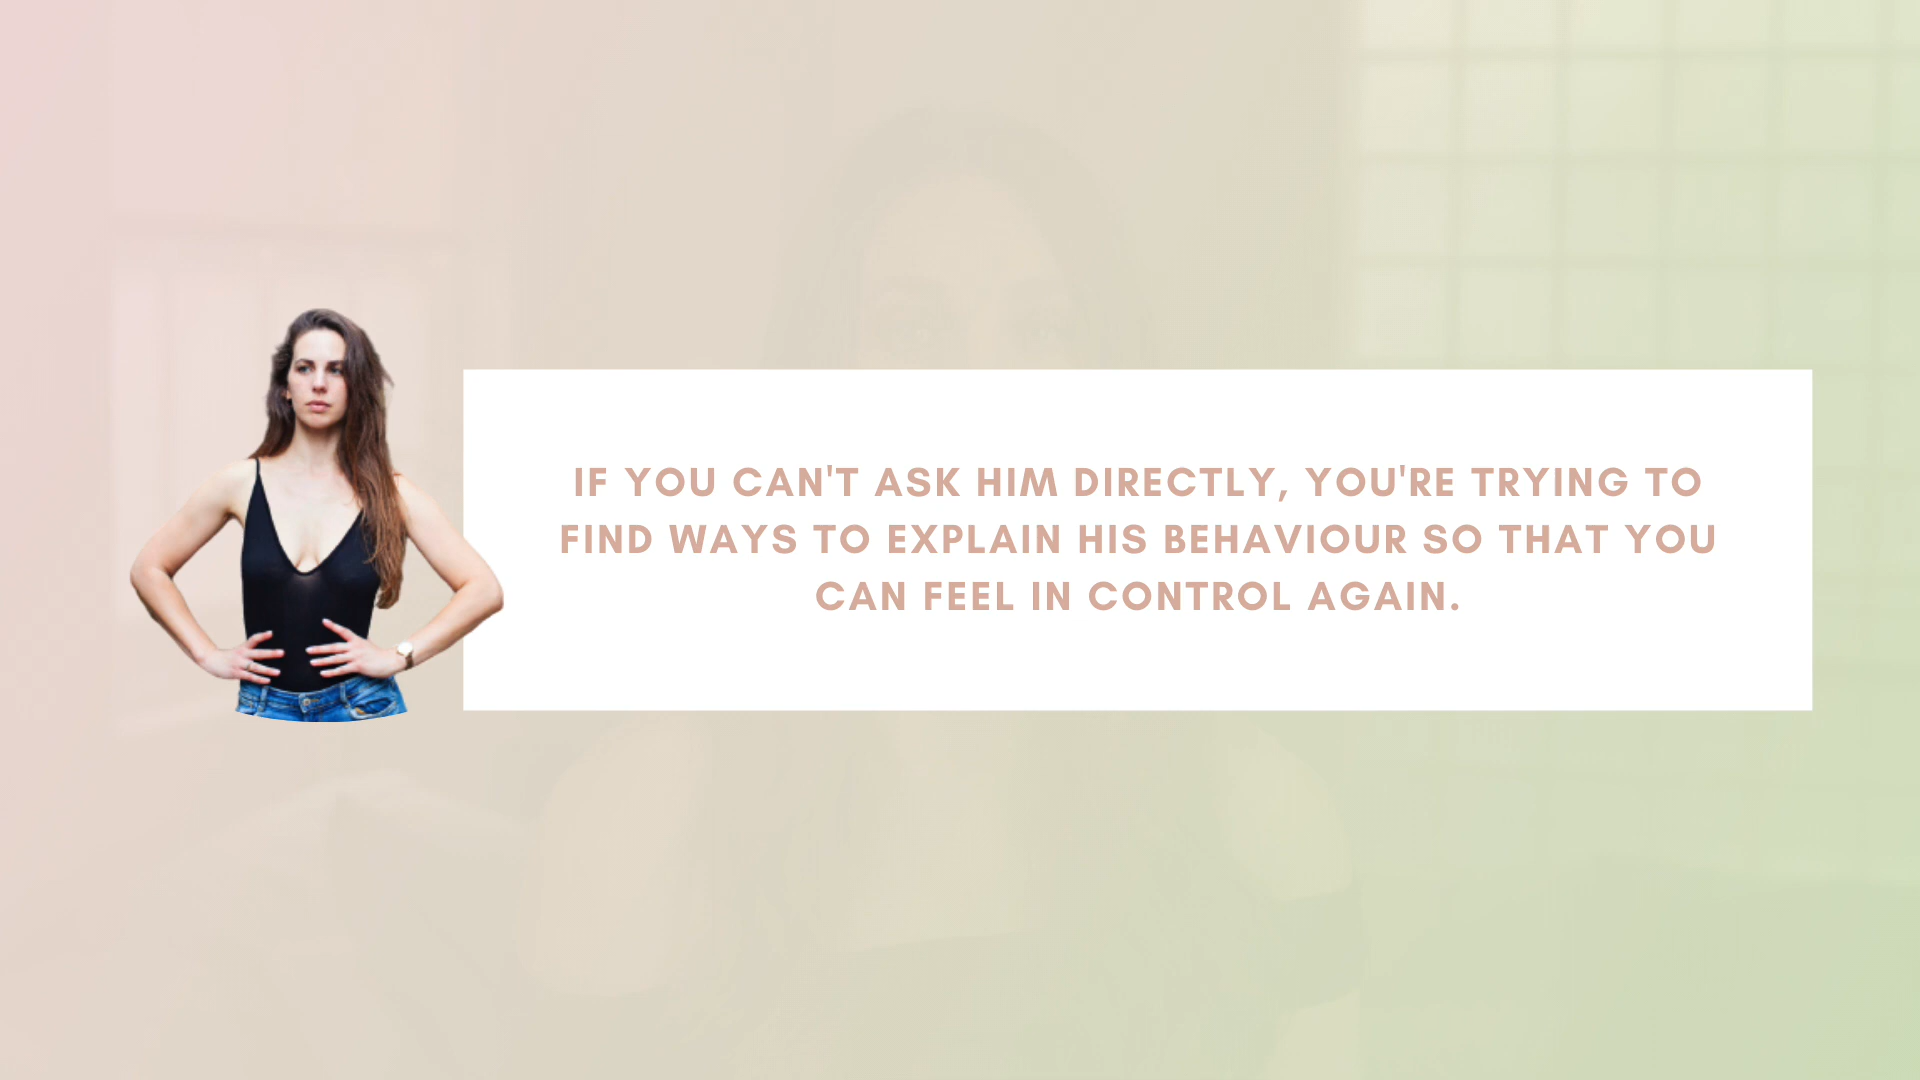 IF YOU CAN'T ASK HIM DIRECTLY, YOU'RE TRYING TO
FIND WAYS TO EXPLAIN HIS BEHAVIOUR SO THAT YOU
CAN FEEL IN CONTROL AGAIN.